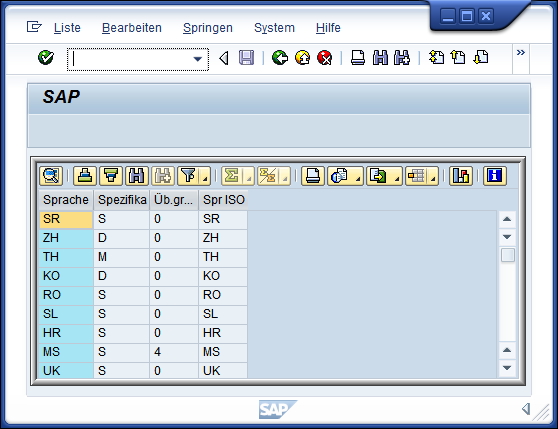 Liste Bearbeiten Springen System Hilfe
SAP
Sprache Spezifika Üb.gr... Spr ISO
SR S 0 SR
ZH D 0 ZH
TH M 0 TH
KO D 0 KO
RO S 0 RO
SL S 0 SL
HR S 0 HR
MS S 4 MS
UK S 0 UK
SAP